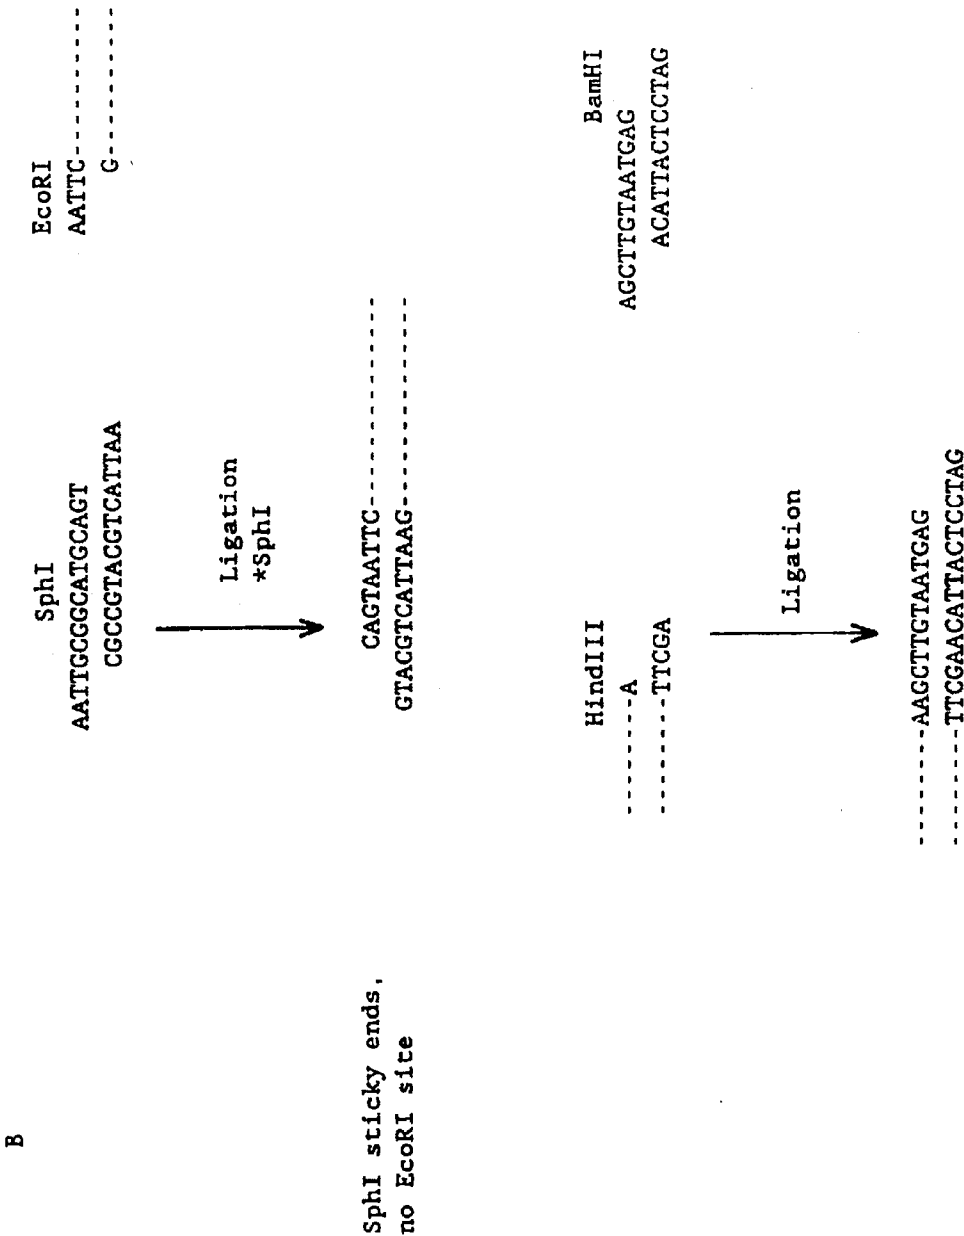 B
SphI
EcoRI
AATTGCGGCATGCAGT
AATTC----------
CGCCGTACGTCATTAA
G----------
Ligation
*SphI
SphI sticky ends,
no EcoRI site
CAGTAATTC--------------
GTACGTCATTAAG--------------
HindIII
BamHI
--------A
AGCTTGTAATGAG
--------TTCGA
ACATTACTCCTAG
Ligation
--------AAGCTTGTAATGAG
--------TTCGAACATTACTCCTAG